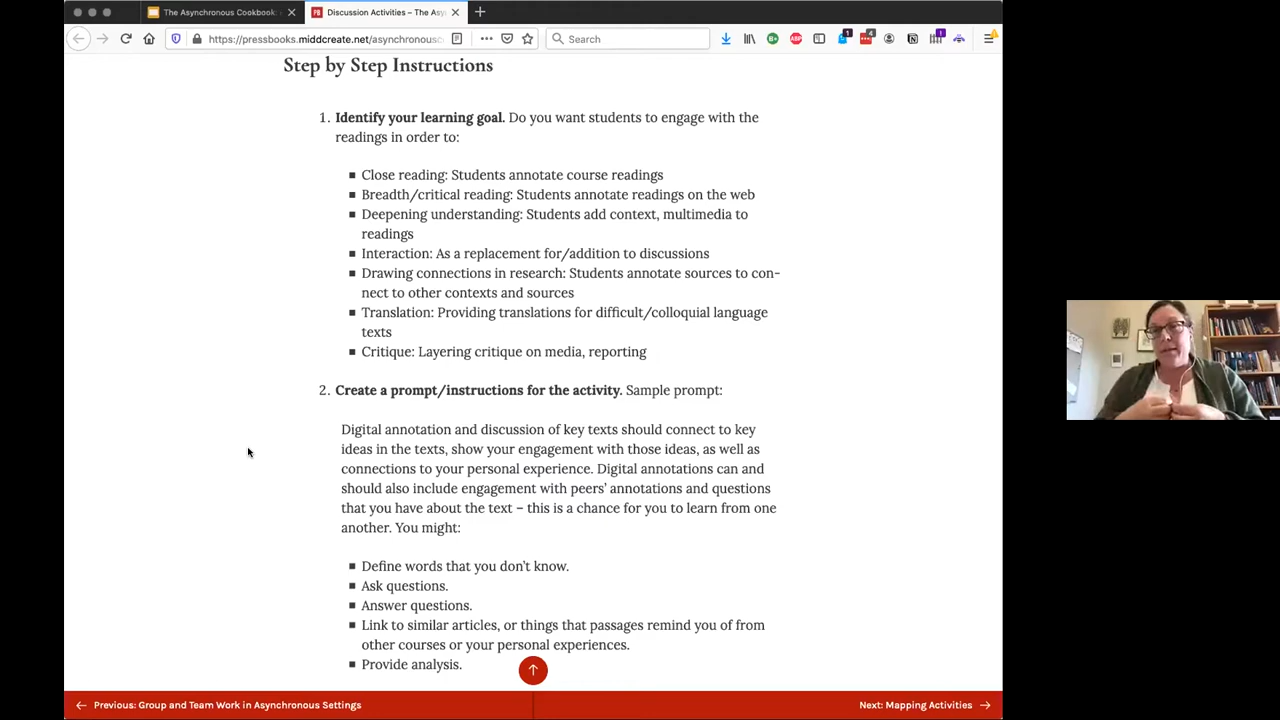 The Asynchronous Cookbook:
Discussion Activities – The Asy
https://pressbooks.middcreate.net/asynchronousc
Search
1
4
1
Step by Step Instructions
1. Identify your learning goal. Do you want students to engage with the
readings in order to:
Close reading: Students annotate course readings
Breadth/critical reading: Students annotate readings on the web
Deepening understanding: Students add context, multimedia to
readings
Interaction: As a replacement for/addition to discussions
Drawing connections in research: Students annotate sources to con-
nect to other contexts and sources
Translation: Providing translations for difficult/colloquial language
texts
Critique: Layering critique on media, reporting
2. Create a prompt/instructions for the activity. Sample prompt:
Digital annotation and discussion of key texts should connect to key
ideas in the texts, show your engagement with those ideas, as well as
connections to your personal experience. Digital annotations can and
should also include engagement with peers’ annotations and questions
that you have about the text – this is a chance for you to learn from one
another. You might:
Define words that you don’t know.
Ask questions.
Answer questions.
Link to similar articles, or things that passages remind you of from
other courses or your personal experiences.
Provide analysis.
Previous: Group and Team Work in Asynchronous Settings
Next: Mapping Activities